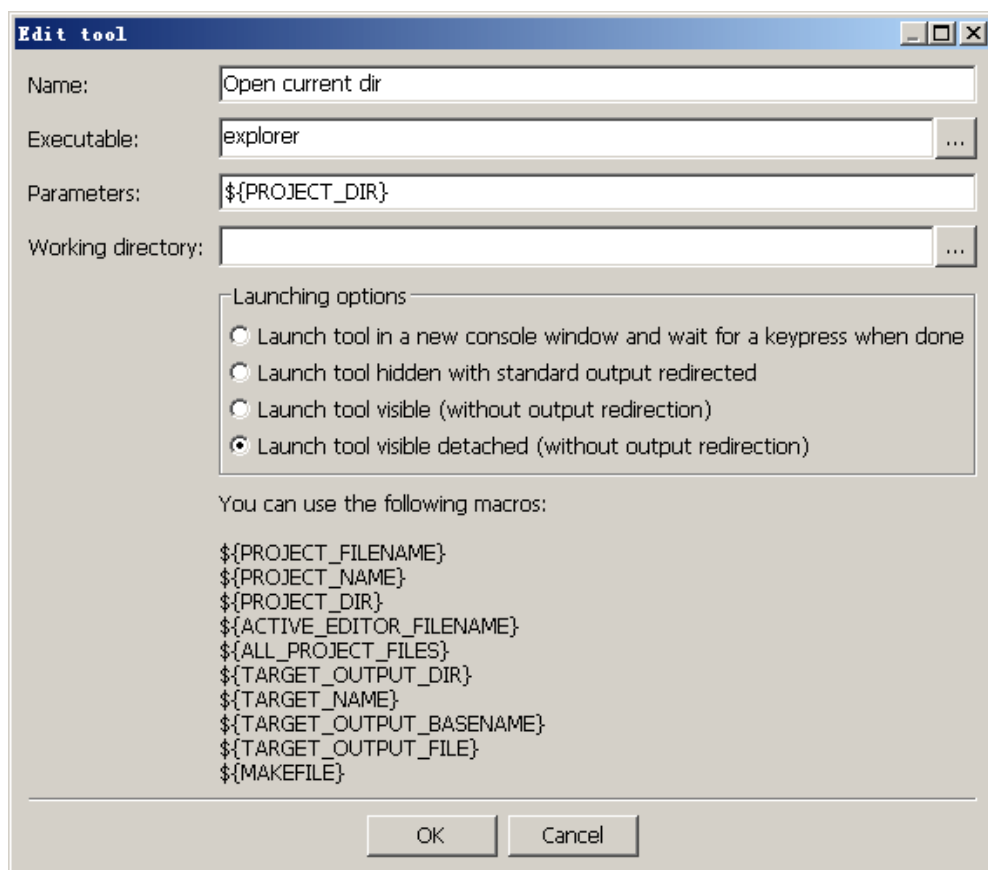 Edit tool
Name: Open current dir
Executable: explorer ...
Parameters: ${PROJECT_DIR}
Working directory: ...
Launching options
Launch tool in a new console window and wait for a keypress when done
Launch tool hidden with standard output redirected
Launch tool visible (without output redirection)
Launch tool visible detached (without output redirection)
You can use the following macros:
${PROJECT_FILENAME}
${PROJECT_NAME}
${PROJECT_DIR}
${ACTIVE_EDITOR_FILENAME}
${ALL_PROJECT_FILES}
${TARGET_OUTPUT_DIR}
${TARGET_NAME}
${TARGET_OUTPUT_BASENAME}
${TARGET_OUTPUT_FILE}
${MAKEFILE}
OK Cancel